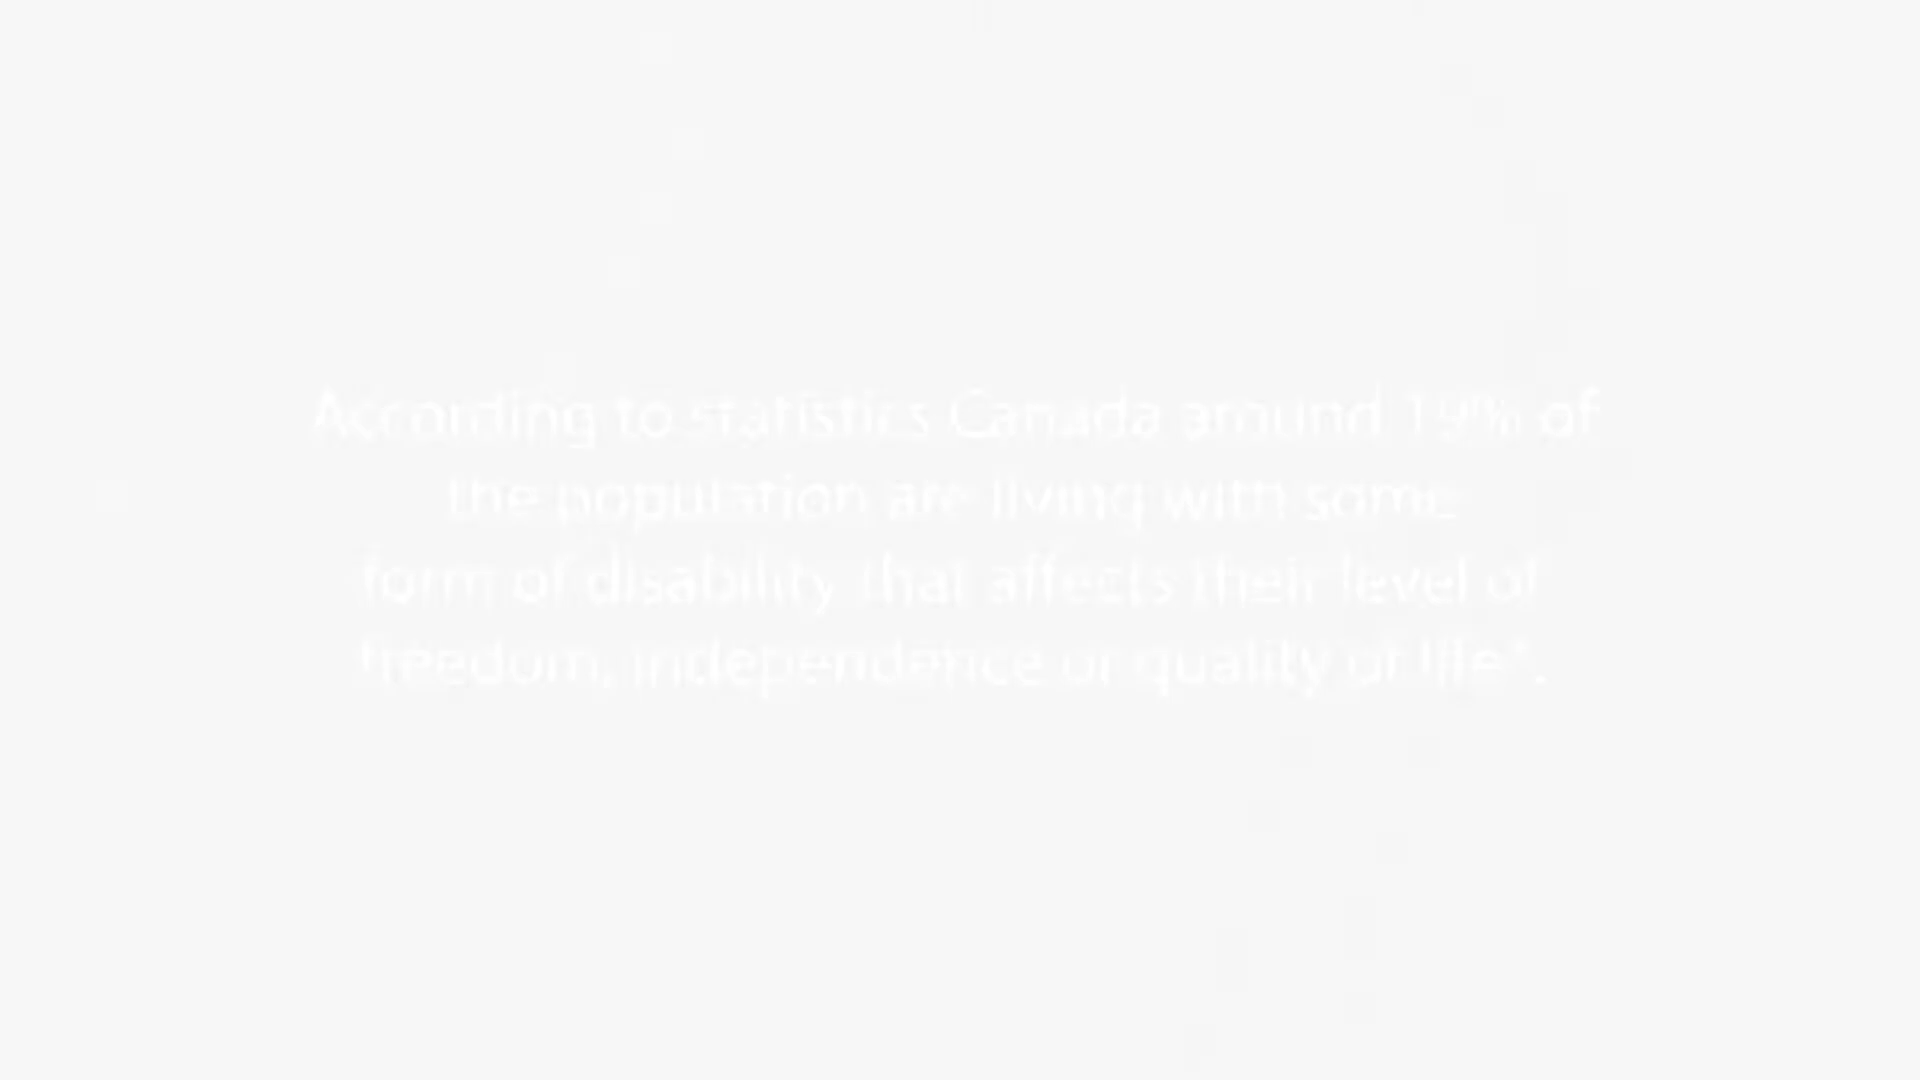 According to statistics Canada around 19% of
the population are living with some
form of disability that affects their level of
freedom, independence or quality of life*.